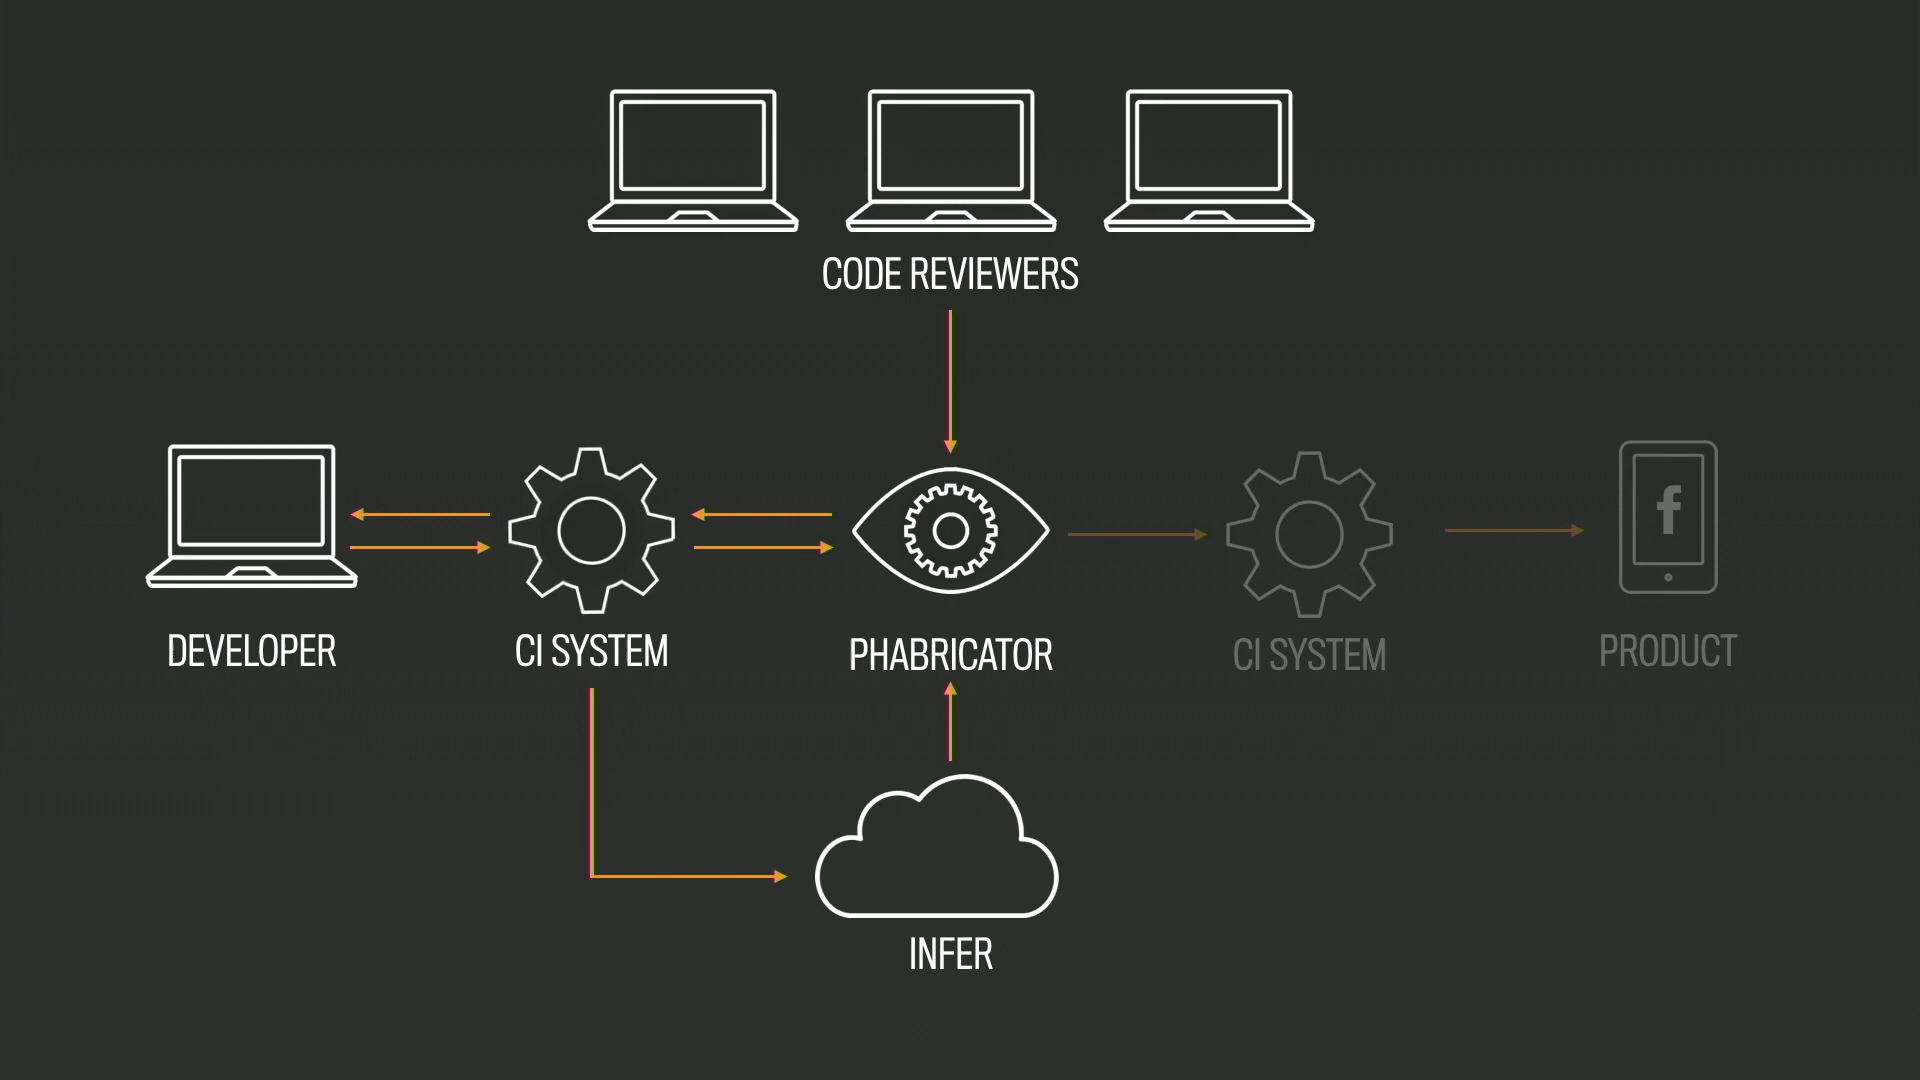 CODE REVIEWERS
f
DEVELOPER
CI SYSTEM
PHABRICATOR
CI SYSTEM
PRODUCT
INFER